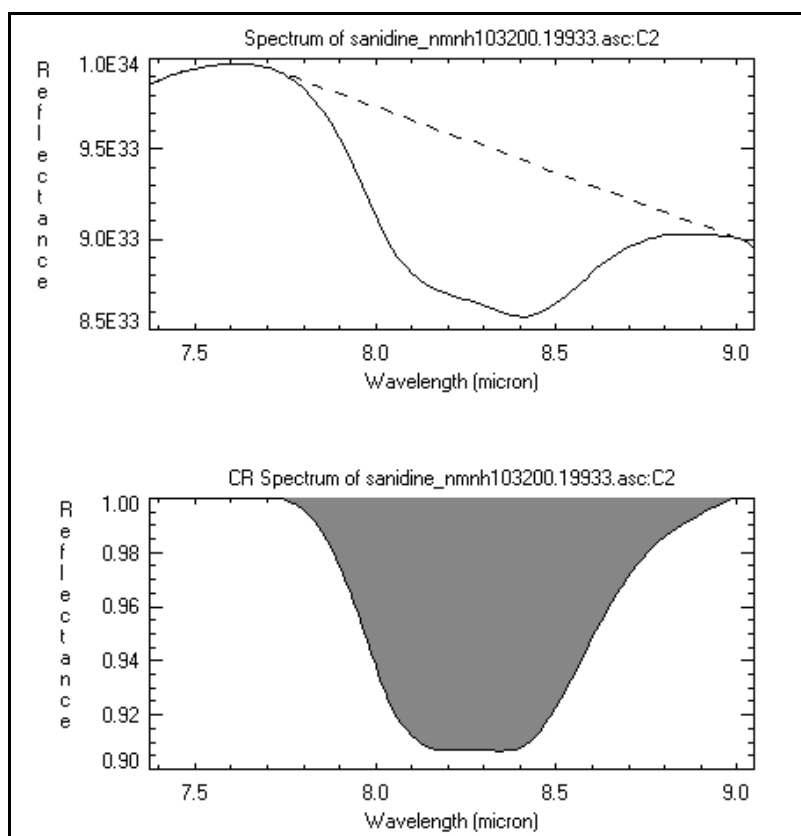 Spectrum of sanidine_nmnh103200.19933.asc:C2
Reflectance
1.0E34
9.5E33
9.0E33
8.5E33
7.5 8.0 8.5 9.0
Wavelength (micron)
CR Spectrum of sanidine_nmnh103200.19933.asc:C2
Reflectance
1.00
0.98
0.96
0.94
0.92
0.90
7.5 8.0 8.5 9.0
Wavelength (micron)